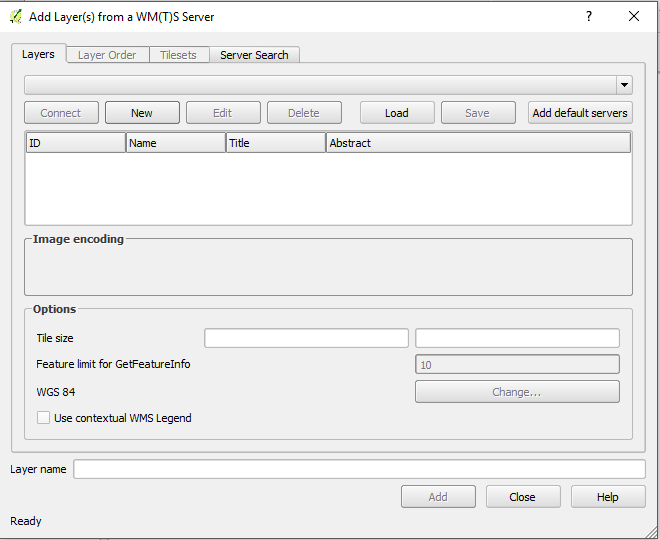 Add Layer(s) from a WM(T)S Server ?
Layers Layer Order Tilesets Server Search
Connect New Edit Delete Load Save Add default servers
ID Name Title Abstract
Image encoding
Options
Tile size
Feature limit for GetFeatureInfo 10
WGS 84 Change...
Use contextual WMS Legend
Layer name
Add Close Help
Ready